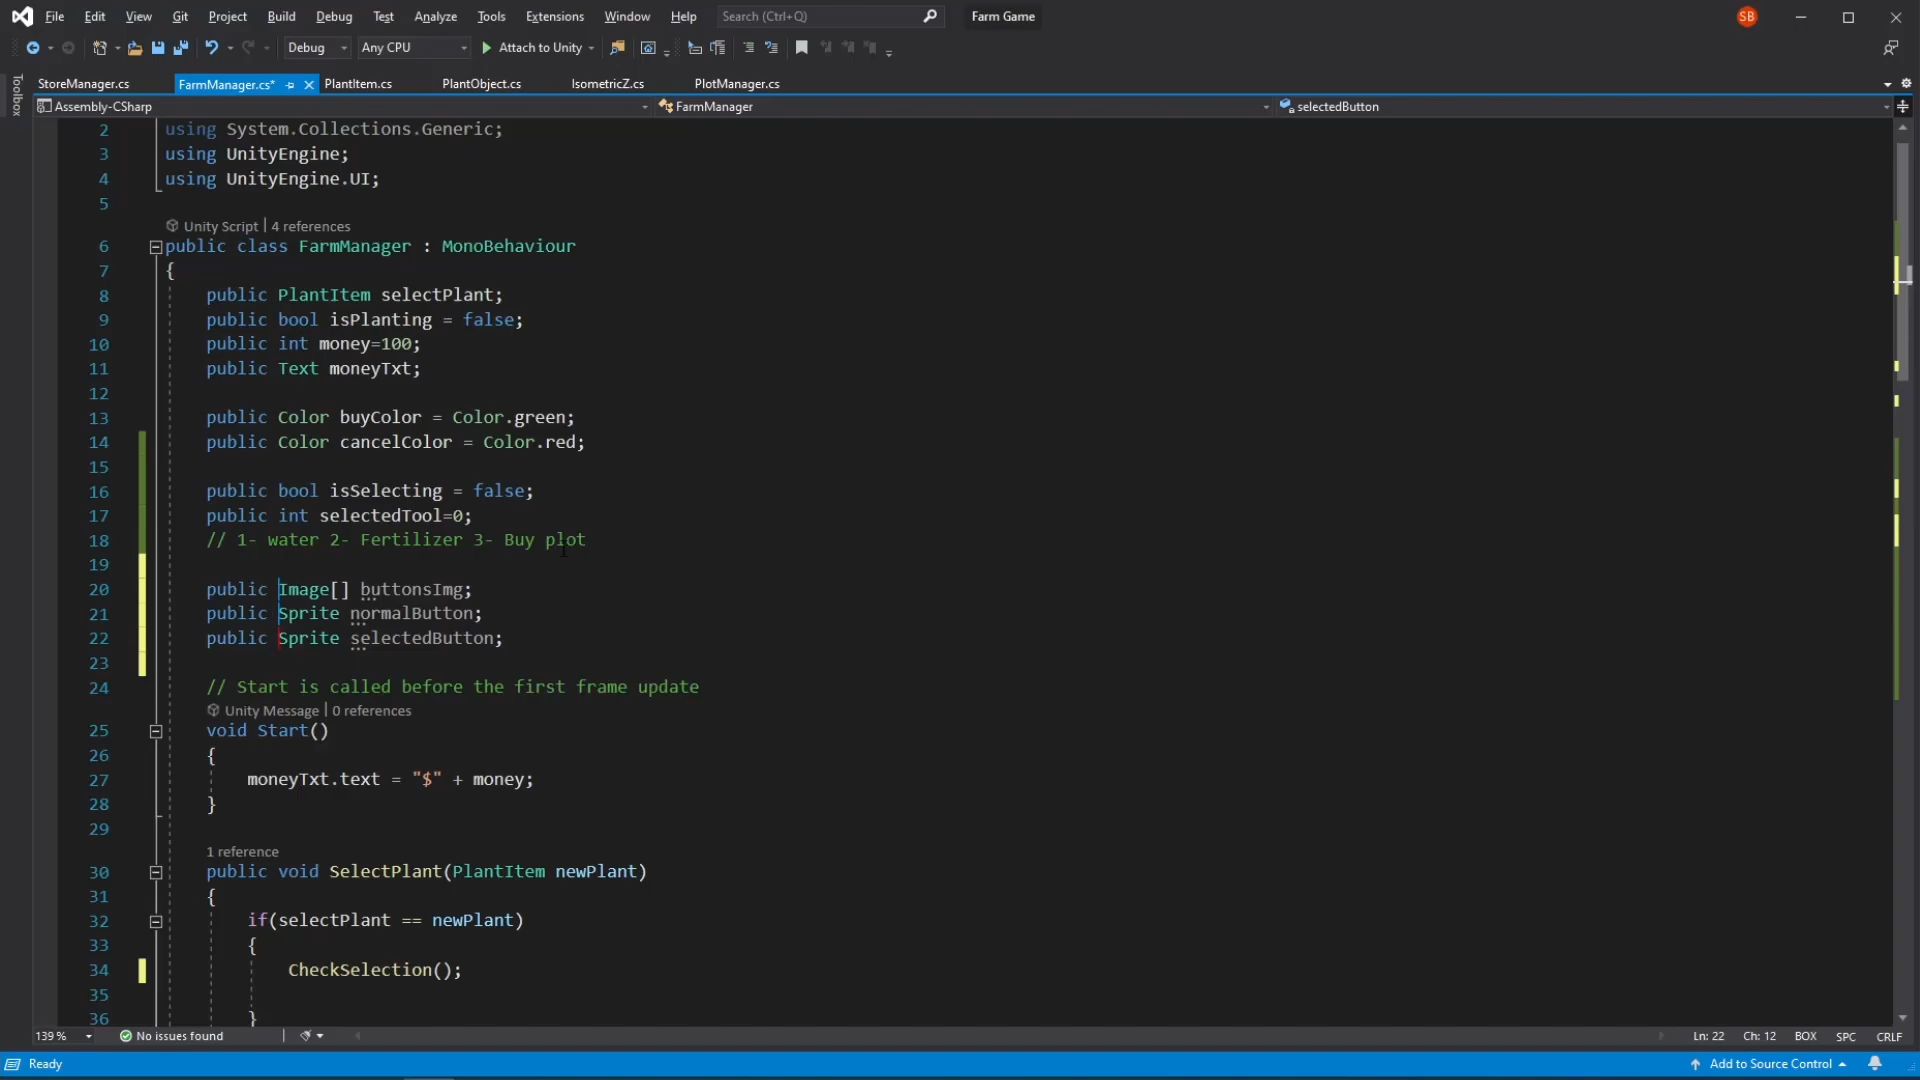 File Edit View Git Project Build Debug Test Analyze Tools Extensions Window Help Search (Ctrl+Q) Farm Game SB
Debug Any CPU Attach to Unity
StoreManager.cs FarmManager.cs* PlantItem.cs PlantObject.cs IsometricZ.cs PlotManager.cs
Toolbox
Assembly-CSharp FarmManager selectedButton
2 using System.Collections.Generic;
3 using UnityEngine;
4 using UnityEngine.UI;
5
Unity Script | 4 references
6 public class FarmManager : MonoBehaviour
7 {
8 public PlantItem selectPlant;
9 public bool isPlanting = false;
10 public int money=100;
11 public Text moneyTxt;
12
13 public Color buyColor = Color.green;
14 public Color cancelColor = Color.red;
15
16 public bool isSelecting = false;
17 public int selectedTool=0;
18 // 1- water 2- Fertilizer 3- Buy plot
19
20 public Image[] buttonsImg;
21 public Sprite normalButton;
22 public Sprite selectedButton;
23
24 // Start is called before the first frame update
Unity Message | 0 references
25 void Start()
26 {
27 moneyTxt.text = "$" + money;
28 }
29
1 reference
30 public void SelectPlant(PlantItem newPlant)
31 {
32 if(selectPlant == newPlant)
33 {
34 CheckSelection();
35
36 }
139 % No issues found Ln: 22 Ch: 12 BOX SPC CRLF
Ready Add to Source Control